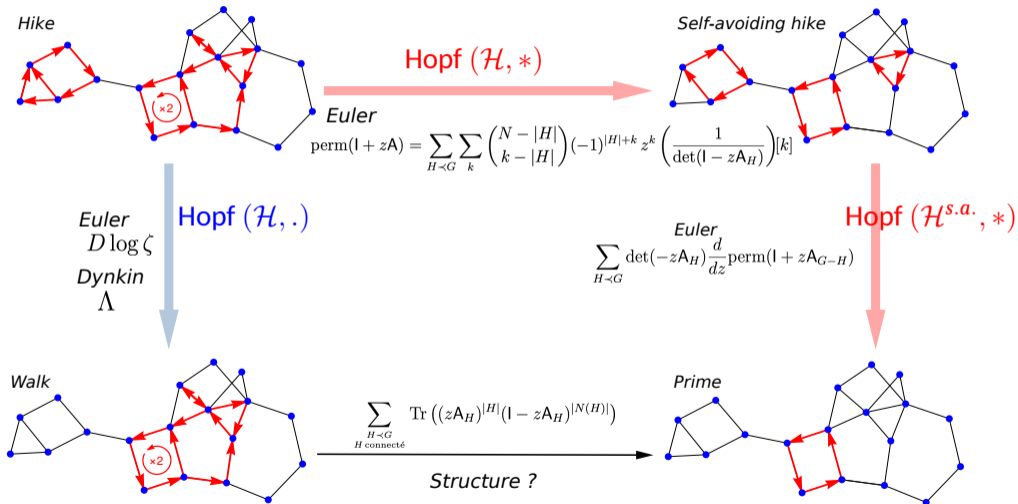 Hike
Hopf (ℋ, *)
Self-avoiding hike
×2
Euler
perm(I + zA) = ∑_{H≺G} ∑_k \binom{N − |H|}{k − |H|} (−1)^{|H|+k} z^k (1 / det(I − zA_H)) [k]
Euler
D log ζ
Dynkin
Λ
Hopf (ℋ, .)
Hopf (ℋ^{s.a.}, *)
Euler
∑_{H≺G} det(−zA_H) d/dz perm(I + zA_{G−H})
Walk
Prime
×2
∑_{H≺G H connecté} Tr ((zA_H)^{|H|} (I − zA_H)^{|N(H)|})
Structure ?